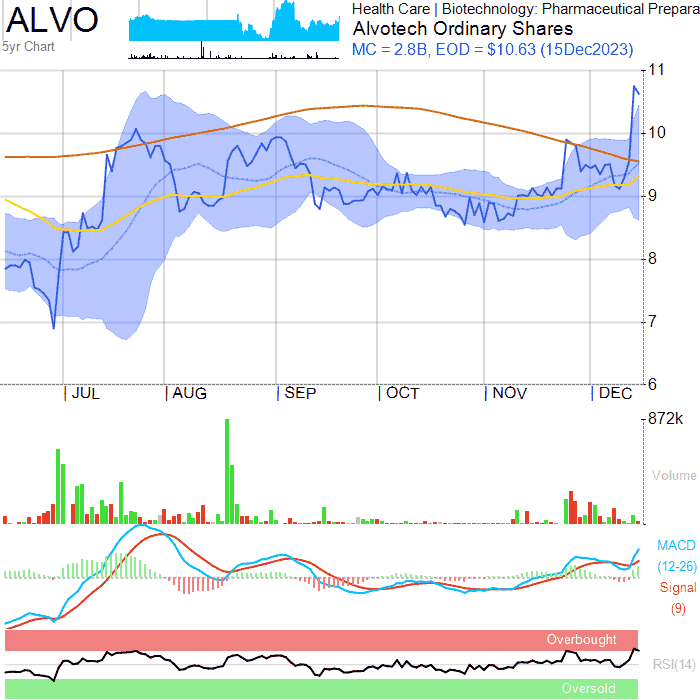 ALVO
5yr Chart
Health Care | Biotechnology: Pharmaceutical Prepara
Alvotech Ordinary Shares
MC = 2.8B, EOD = $10.63 (15Dec2023)
11
10
9
8
7
6
JUL
AUG
SEP
OCT
NOV
DEC
872k
Volume
MACD
(12-26)
Signal
(9)
Overbought
RSI(14)
Oversold